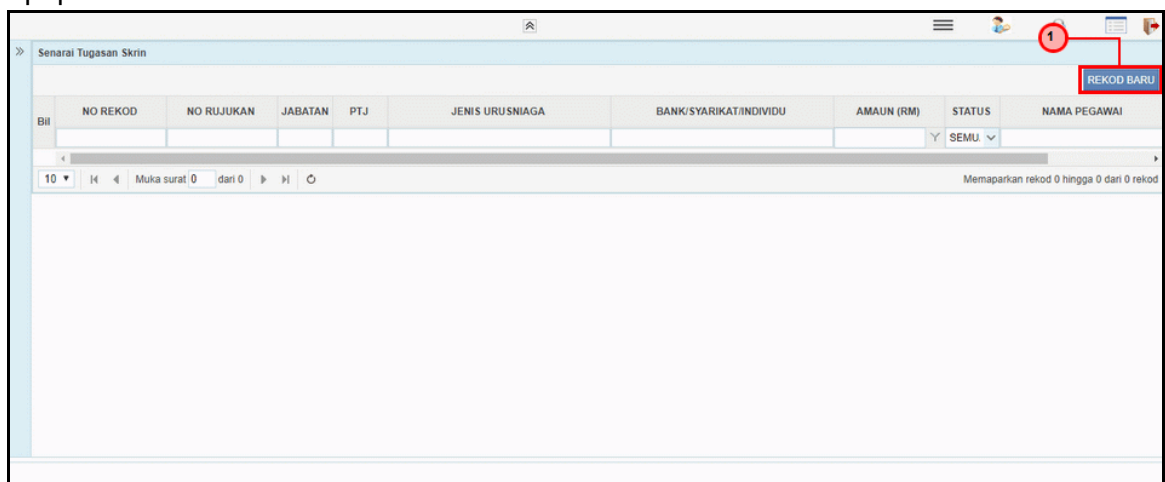 1
Senarai Tugasan Skrin
REKOD BARU
Bil NO REKOD NO RUJUKAN JABATAN PTJ JENIS URUSNIAGA BANK/SYARIKAT/INDIVIDU AMAUN (RM) STATUS NAMA PEGAWAI
SEMU
10 Muka surat 0 dari 0 Memaparkan rekod 0 hingga 0 dari 0 rekod